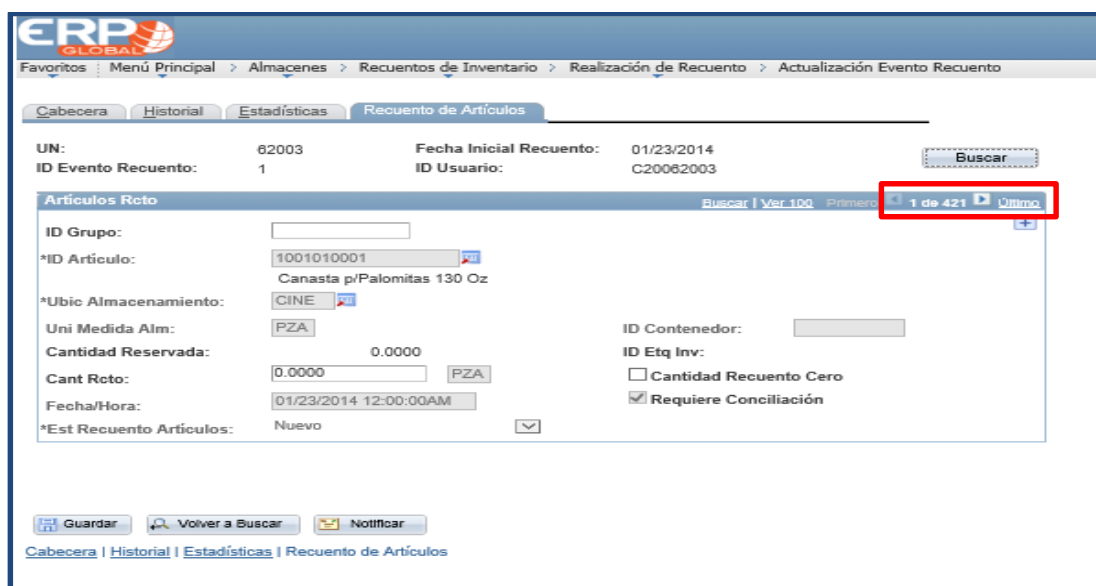 ERP
GLOBAL
Favoritos Menú Principal > Almacenes > Recuentos de Inventario > Realización de Recuento > Actualización Evento Recuento
Cabecera Historial Estadísticas Recuento de Artículos
UN: 62003 Fecha Inicial Recuento: 01/23/2014 Buscar
ID Evento Recuento: 1 ID Usuario: C20062003
Artículos Rcto Buscar | Ver 100 Primero 1 de 421 Último
ID Grupo:
*ID Artículo: 1001010001
Canasta p/Palomitas 130 Oz
*Ubic Almacenamiento: CINE
Uni Medida Alm: PZA ID Contenedor:
Cantidad Reservada: 0.0000 ID Etq Inv:
Cant Rcto: 0.0000 PZA Cantidad Recuento Cero
Fecha/Hora: 01/23/2014 12:00:00AM Requiere Conciliación
*Est Recuento Artículos: Nuevo
Guardar Volver a Buscar Notificar
Cabecera | Historial | Estadísticas | Recuento de Artículos